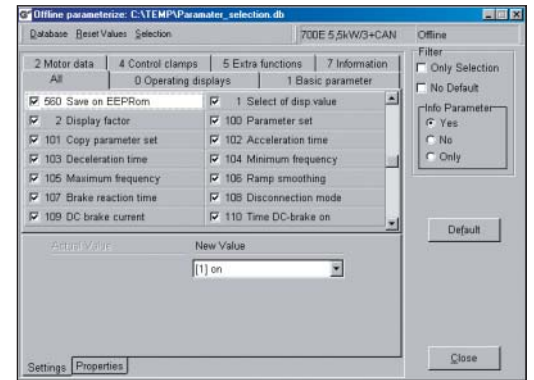 Offline parameterize: C:\TEMP\Paramater_selection.db
Database Reset Values Selection 700E 5,5kW/3+CAN Offline
2 Motor data 4 Control clamps 5 Extra functions 7 Information
All 0 Operating displays 1 Basic parameter
560 Save on EEPRom 1 Select of disp.value
2 Display factor 100 Parameter set
101 Copy parameter set 102 Acceleration time
103 Deceleration time 104 Minimum frequency
105 Maximum frequency 106 Ramp smoothing
107 Brake reaction time 108 Disconnection mode
109 DC brake current 110 Time DC-brake on
Actual Value New Value
[1] on
Settings Properties
Filter
Only Selection
No Default
Info Parameter
Yes
No
Only
Default
Close